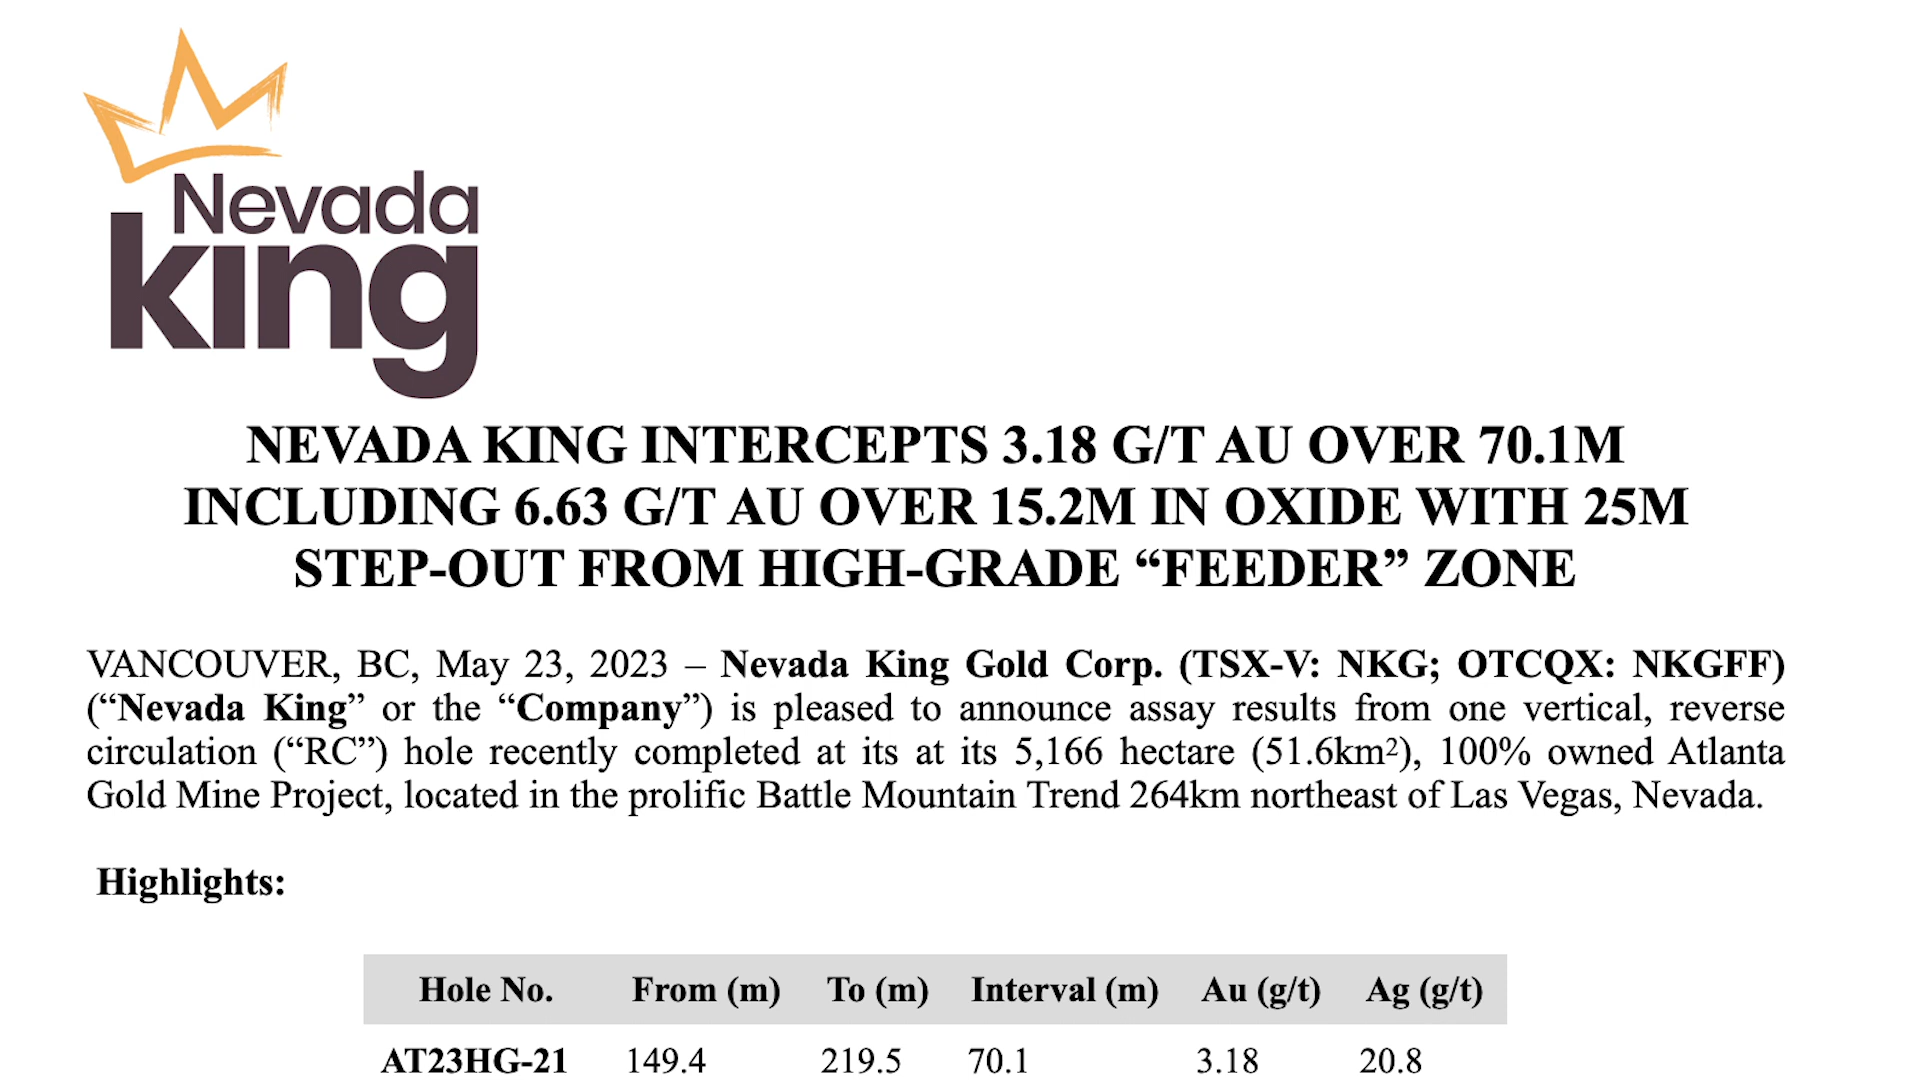 Nevada
king
NEVADA KING INTERCEPTS 3.18 G/T AU OVER 70.1M
INCLUDING 6.63 G/T AU OVER 15.2M IN OXIDE WITH 25M
STEP-OUT FROM HIGH-GRADE “FEEDER” ZONE
VANCOUVER, BC, May 23, 2023 – Nevada King Gold Corp. (TSX-V: NKG; OTCQX: NKGFF)
(“Nevada King” or the “Company”) is pleased to announce assay results from one vertical, reverse
circulation (“RC”) hole recently completed at its at its 5,166 hectare (51.6km²), 100% owned Atlanta
Gold Mine Project, located in the prolific Battle Mountain Trend 264km northeast of Las Vegas, Nevada.
Highlights:
Hole No. From (m) To (m) Interval (m) Au (g/t) Ag (g/t)
AT23HG-21 149.4 219.5 70.1 3.18 20.8